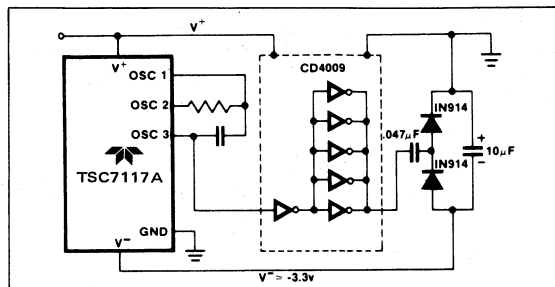 V+
V+
CD4009
OSC 1
OSC 2
OSC 3
TSC7117A
GND
V-
.047µF
IN914
IN914
+
10µF
-
V- = -3.3v